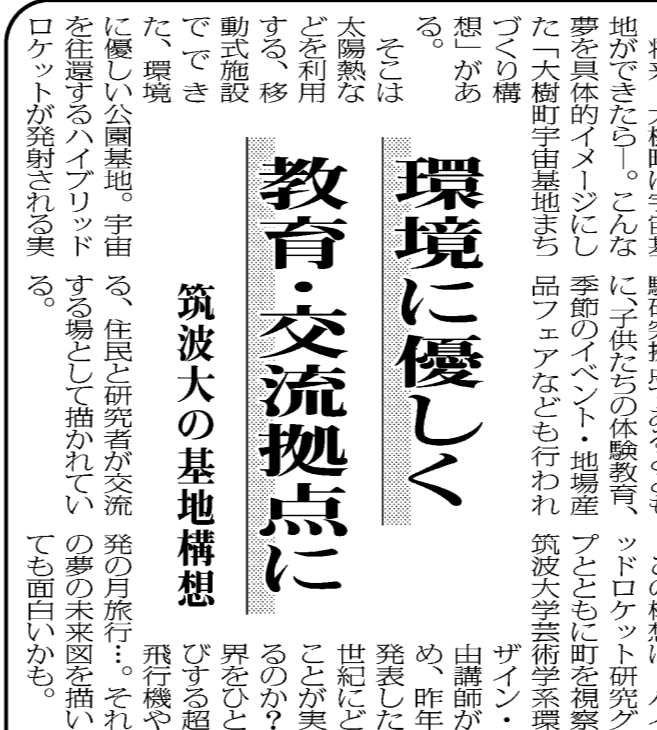 環境に優しく
教育・交流拠点に
筑波大の基地構想
地ができたら―。こんな
夢を具体的イメージにし
た「大樹町宇宙基地まち
づくり構
想」があ
る。
そこは
太陽熱な
どを利用
する、移
動式施設
ででき
た、環境
に優しい公園基地。宇宙
を往還するハイブリッド
ロケットが発射される実
に、子供たちの体験教育、
季節のイベント・地場産
品フェアなども行われ
る、住民と研究者が交流
する場として描かれてい
る。
ッドロケット研究グ
プとともに町を視察
筑波大学芸術学系環
ザイン・
由講師が
め、昨年
発表した
世紀にど
ことが実
るのか?
界をひと
びする超
飛行機や
発の月旅行…。それ
の夢の未来図を描い
ても面白いかも。